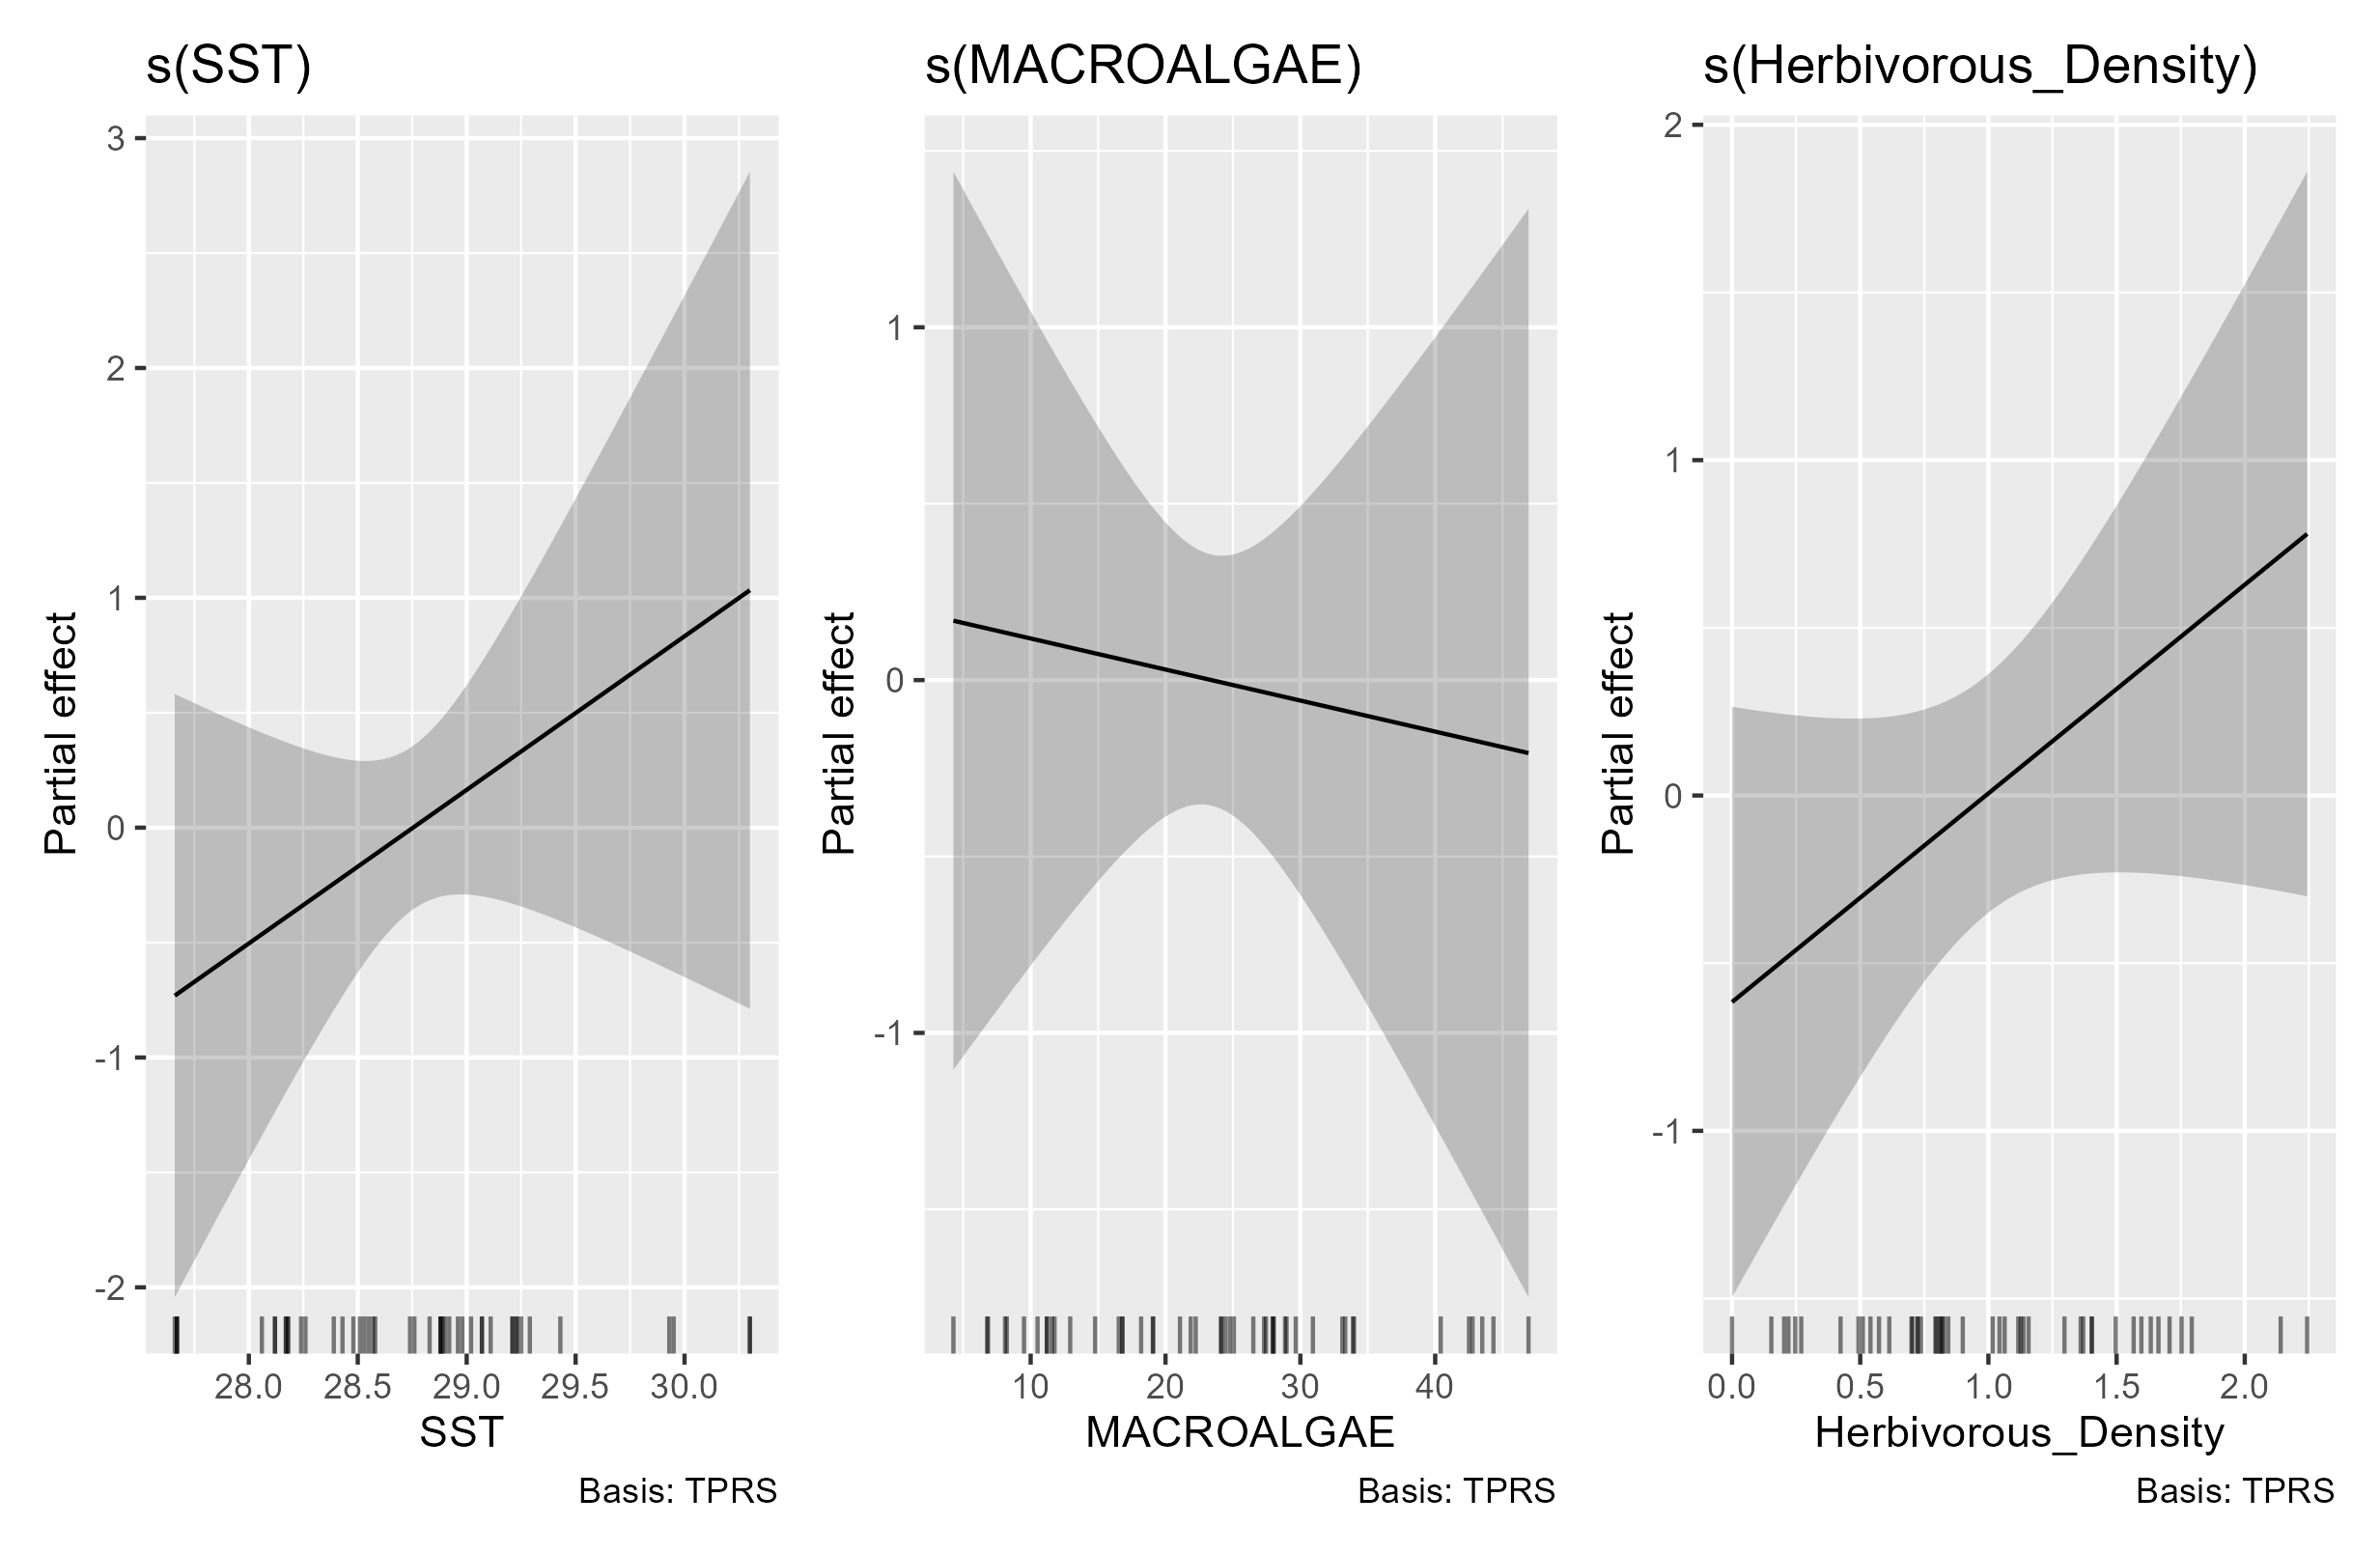 s(SST)
3
2
1
0
-1
-2
Partial effect
28.0 28.5 29.0 29.5 30.0
SST
Basis: TPRS
s(MACROALGAE)
1
0
-1
Partial effect
10 20 30 40
MACROALGAE
Basis: TPRS
s(Herbivorous_Density)
2
1
0
-1
Partial effect
0.0 0.5 1.0 1.5 2.0
Herbivorous_Density
Basis: TPRS